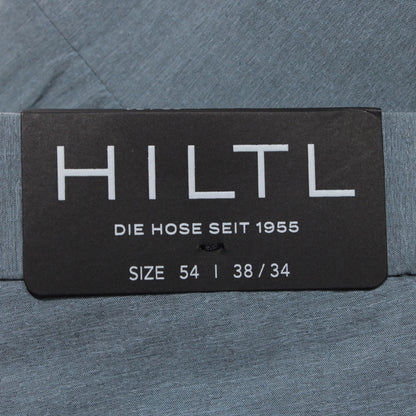 HILTL
DIE HOSE SEIT 1955
SIZE 54 | 38 / 34